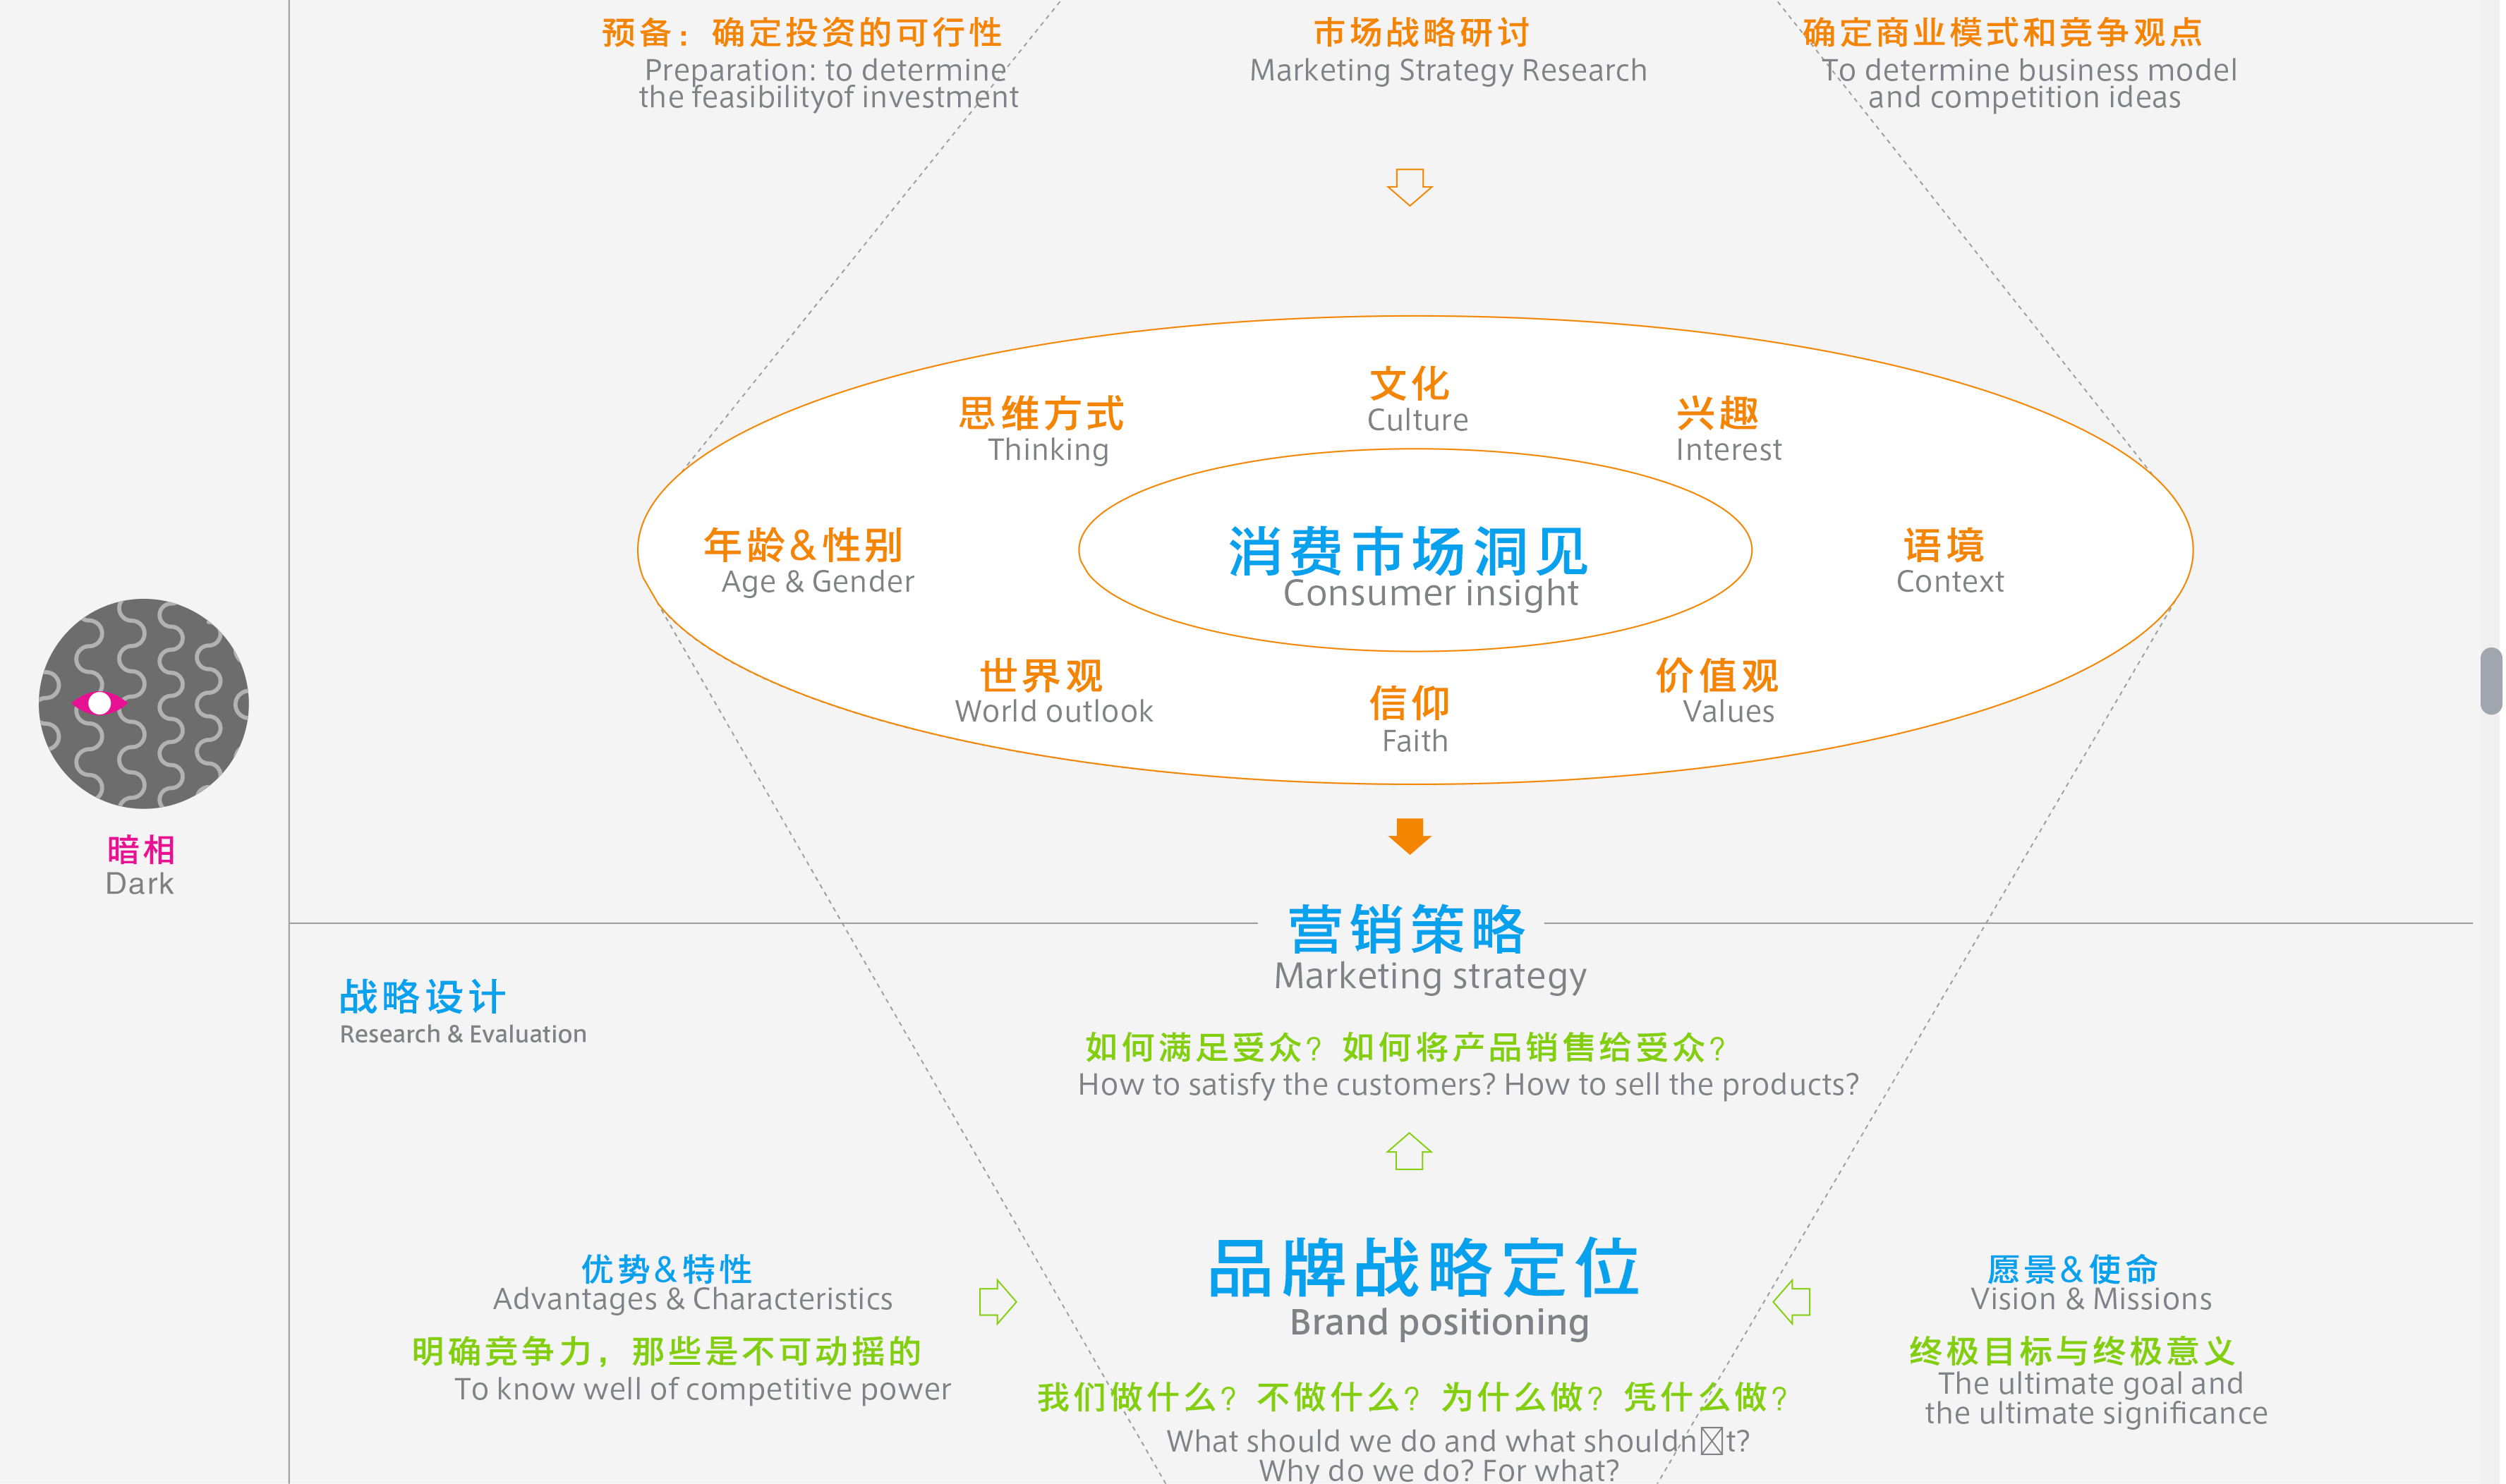 预备：确定投资的可行性
Preparation: to determine
the feasibilityof investment
市场战略研讨
Marketing Strategy Research
确定商业模式和竞争观点
To determine business model
and competition ideas
文化
Culture
思维方式
Thinking
兴趣
Interest
年龄&性别
Age & Gender
消费市场洞见
Consumer insight
语境
Context
世界观
World outlook
信仰
Faith
价值观
Values
暗相
Dark
营销策略
Marketing strategy
战略设计
Research & Evaluation
如何满足受众？如何将产品销售给受众？
How to satisfy the customers? How to sell the products?
优势&特性
Advantages & Characteristics
明确竞争力，那些是不可动摇的
To know well of competitive power
品牌战略定位
Brand positioning
我们做什么？不做什么？为什么做？凭什么做？
What should we do and what shouldn□t?
Why do we do? For what?
愿景&使命
Vision & Missions
终极目标与终极意义
The ultimate goal and
the ultimate significance